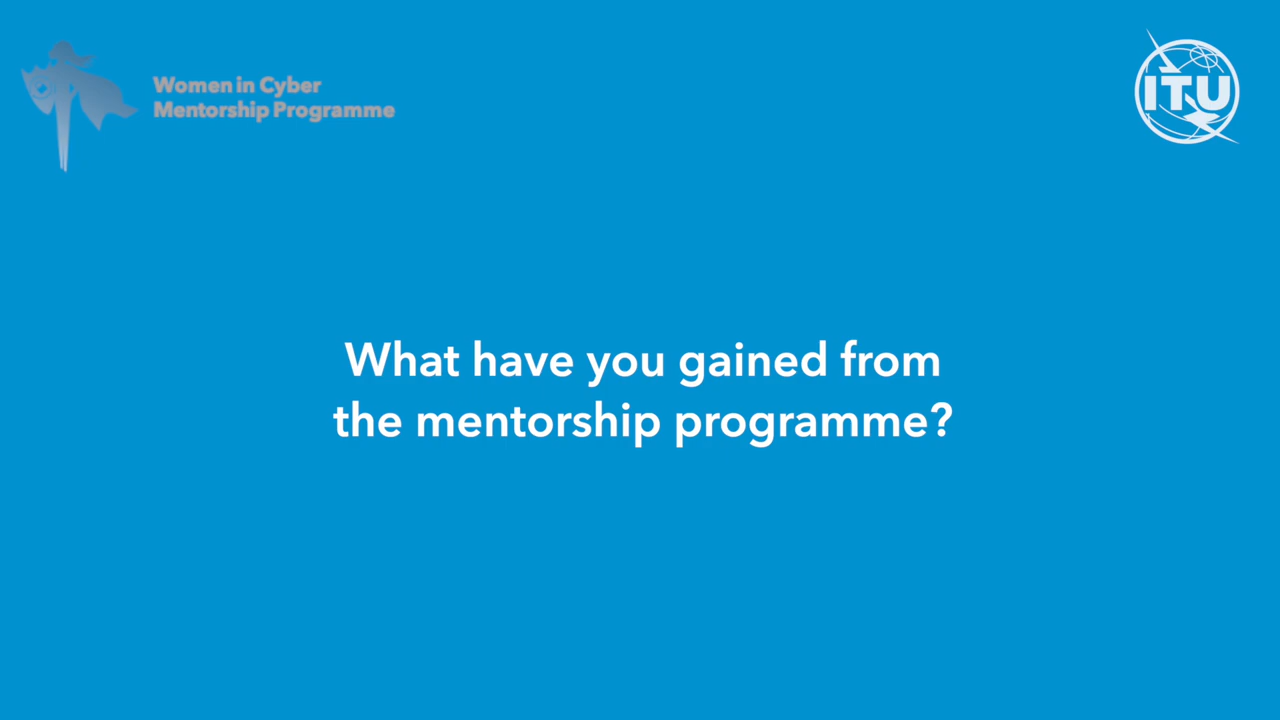 Women in Cyber
Mentorship Programme
ITU
What have you gained from
the mentorship programme?